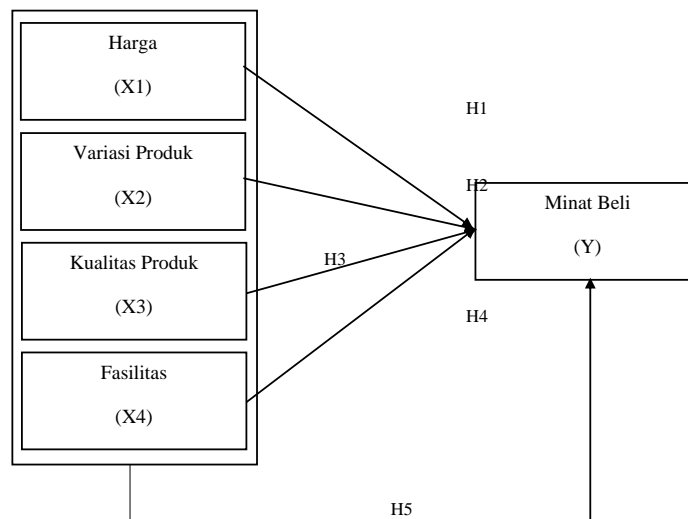 Harga
(X1)
H1
Variasi Produk
(X2)
H2
Minat Beli
(Y)
Kualitas Produk
(X3)
H3
H4
Fasilitas
(X4)
H5